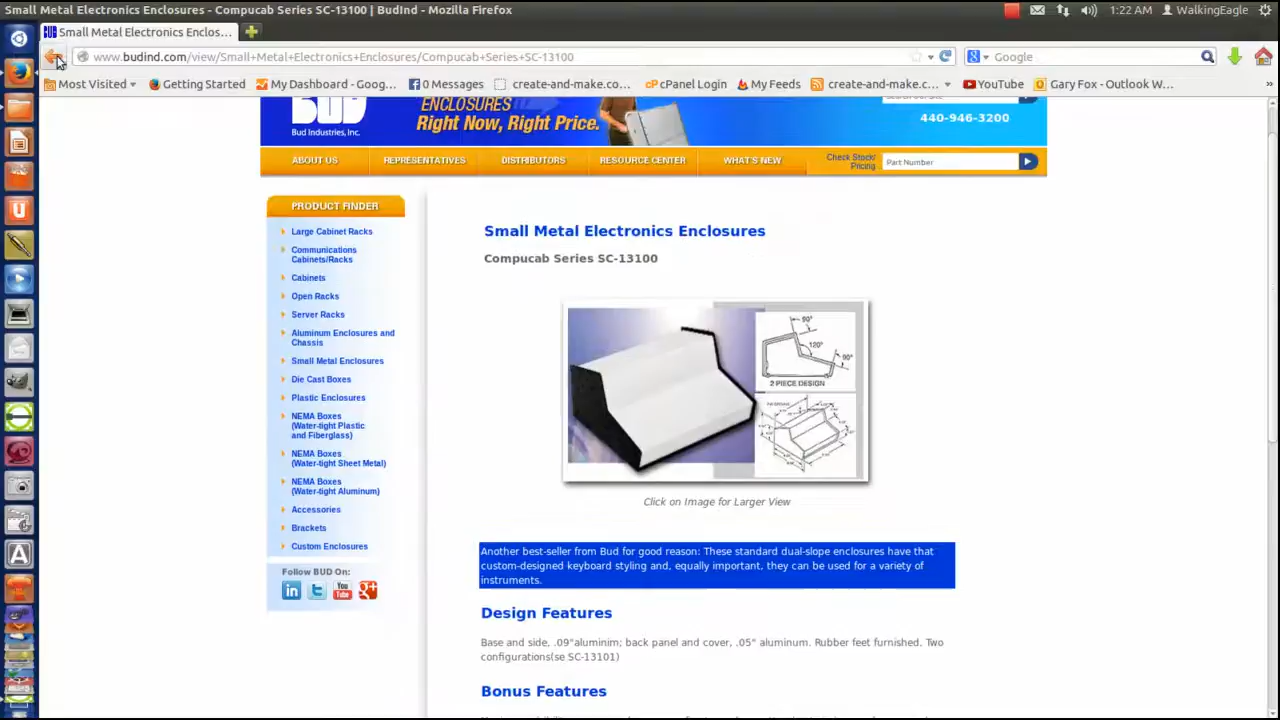 Small Metal Electronics Enclosures - Compucab Series SC-13100 | BudInd - Mozilla Firefox
1:22 AM WalkingEagle
BUD Small Metal Electronics Enclos...
www.budind.com/view/Small+Metal+Electronics+Enclosures/Compucab+Series+SC-13100
Google
Most Visited Getting Started My Dashboard - Goog... 0 Messages create-and-make.co... cPanel Login My Feeds create-and-make.co... YouTube Gary Fox - Outlook W... »
BUD
Bud Industries, Inc.
ENCLOSURES
Right Now, Right Price.
440-946-3200
ABOUT US REPRESENTATIVES DISTRIBUTORS RESOURCE CENTER WHAT'S NEW
Check Stock/
Pricing
Part Number
PRODUCT FINDER
Large Cabinet Racks
Communications
Cabinets/Racks
Cabinets
Open Racks
Server Racks
Aluminum Enclosures and
Chassis
Small Metal Enclosures
Die Cast Boxes
Plastic Enclosures
NEMA Boxes
(Water-tight Plastic
and Fiberglass)
NEMA Boxes
(Water-tight Sheet Metal)
NEMA Boxes
(Water-tight Aluminum)
Accessories
Brackets
Custom Enclosures
Follow BUD On:
Small Metal Electronics Enclosures
Compucab Series SC-13100
90°
120°
90°
2-PIECE DESIGN
Click on Image for Larger View
Another best-seller from Bud for good reason: These standard dual-slope enclosures have that
custom-designed keyboard styling and, equally important, they can be used for a variety of
instruments.
Design Features
Base and side, .09"aluminim; back panel and cover, .05" aluminum. Rubber feet furnished. Two
configurations(se SC-13101)
Bonus Features